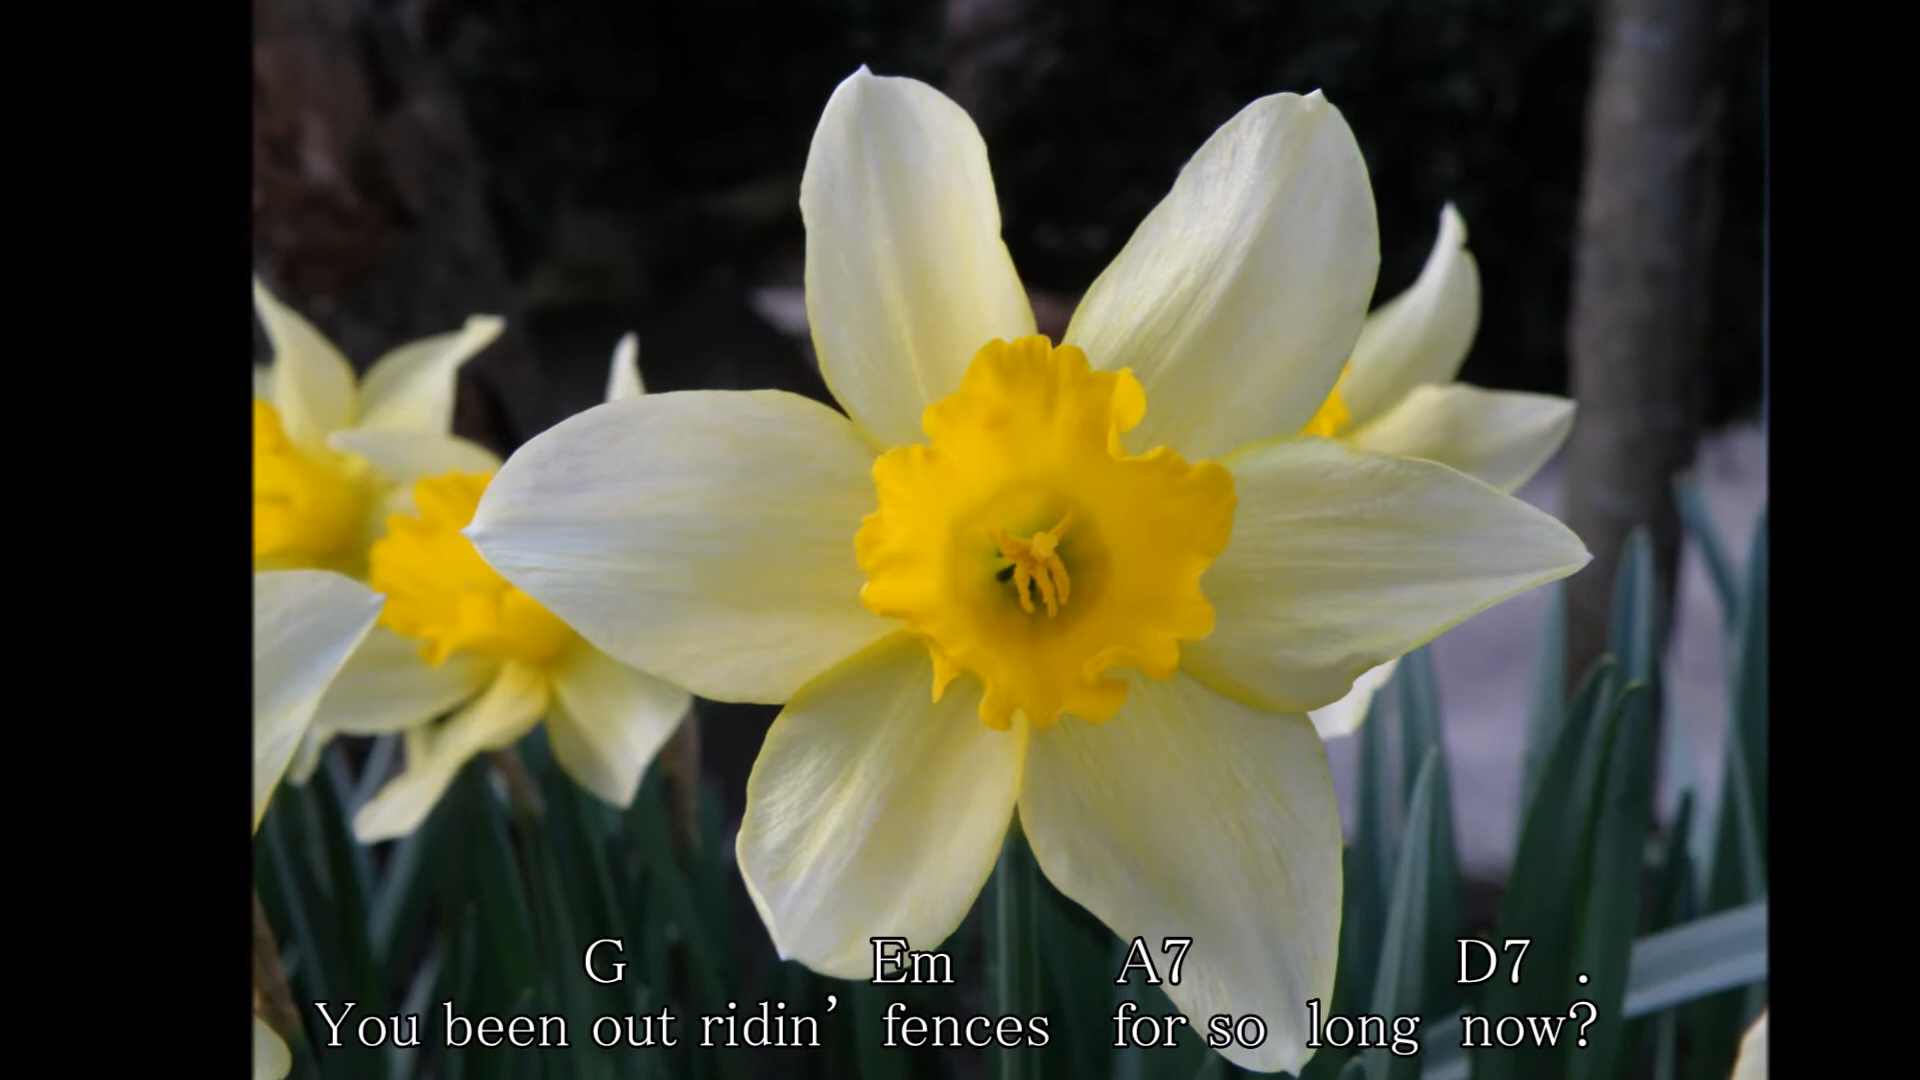 G Em A7 D7 .
You been out ridin’ fences for so long now?